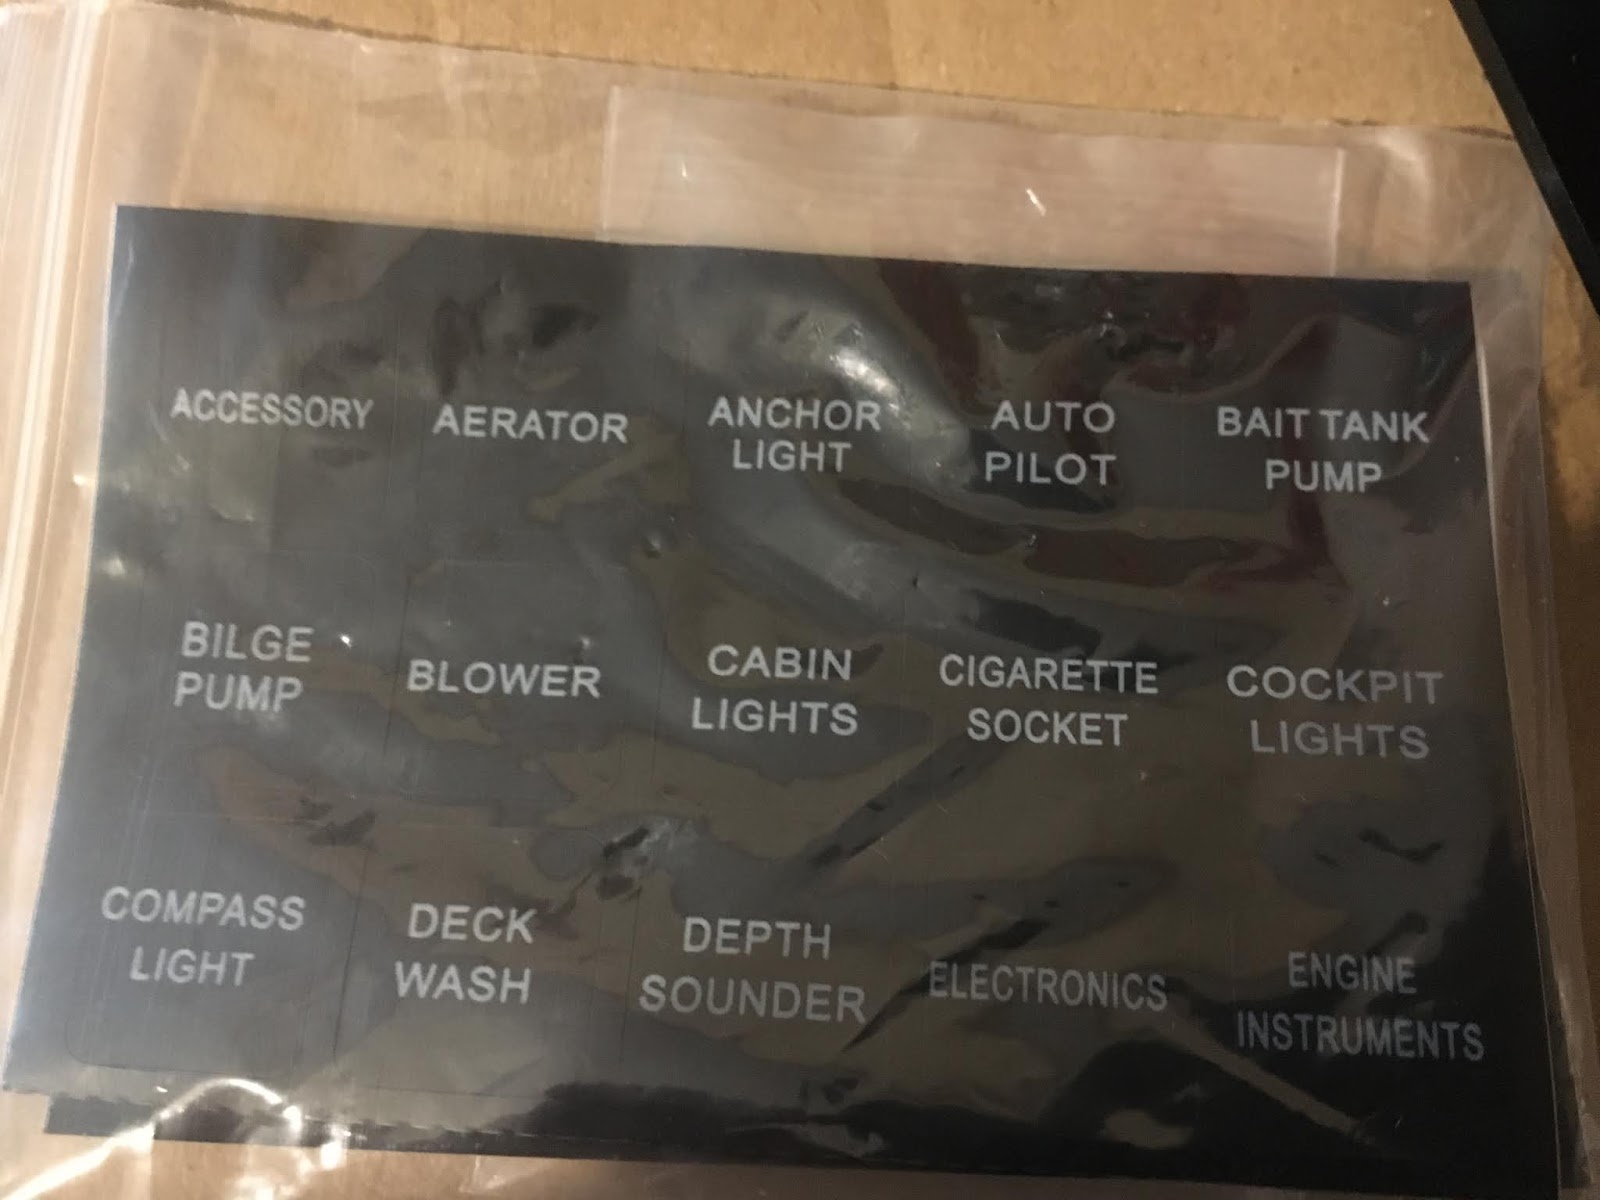 ACCESSORY
AERATOR
ANCHOR
LIGHT
AUTO
PILOT
BAIT TANK
PUMP
BILGE
PUMP
BLOWER
CABIN
LIGHTS
CIGARETTE
SOCKET
COCKPIT
LIGHTS
COMPASS
LIGHT
DECK
WASH
DEPTH
SOUNDER
ELECTRONICS
ENGINE
INSTRUMENTS